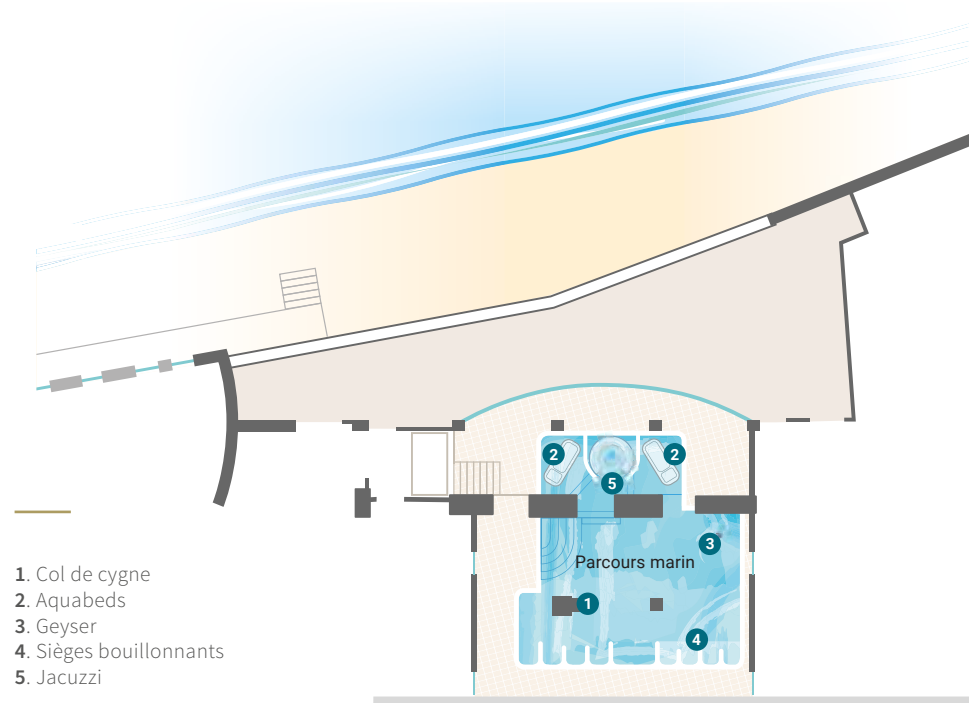 2
2
5
3
Parcours marin
1
4
1. Col de cygne
2. Aquabeds
3. Geyser
4. Sièges bouillonnants
5. Jacuzzi